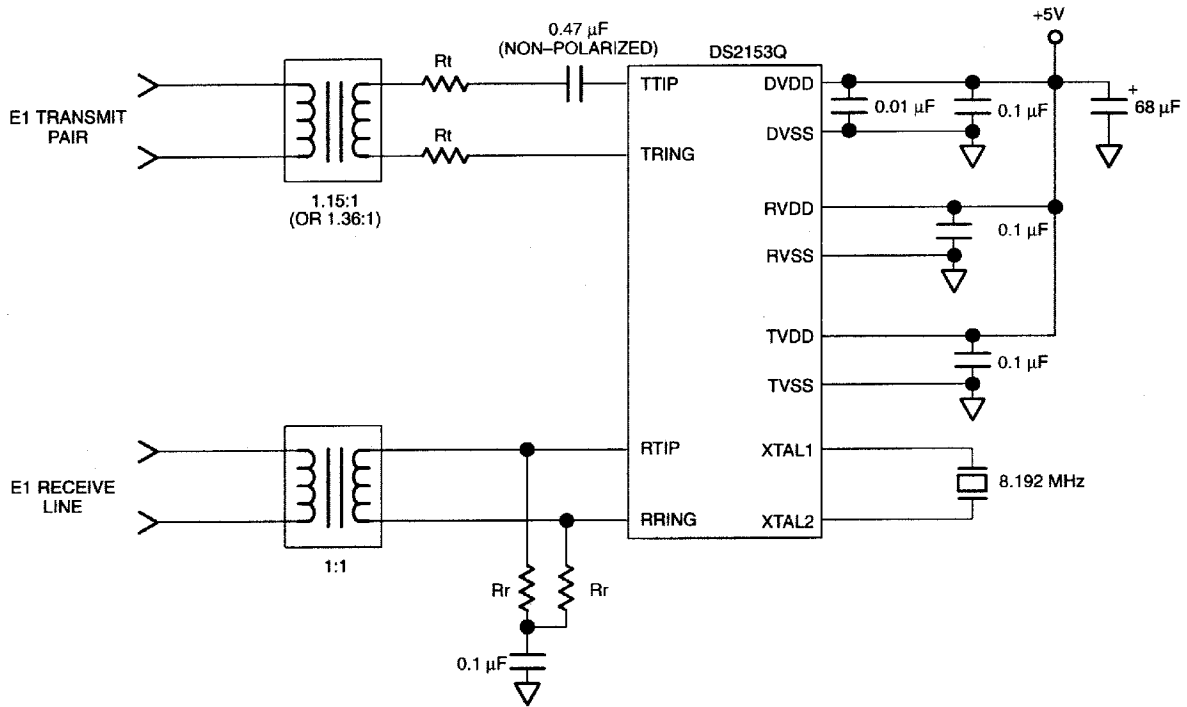 +5V
0.47 µF
(NON–POLARIZED)
DS2153Q
Rt
TTIP
DVDD
0.01 µF
0.1 µF
+
68 µF
E1 TRANSMIT
PAIR
DVSS
Rt
TRING
1.15:1
(OR 1.36:1)
RVDD
0.1 µF
RVSS
TVDD
0.1 µF
TVSS
RTIP
XTAL1
E1 RECEIVE
LINE
8.192 MHz
RRING
XTAL2
1:1
Rr
Rr
0.1 µF